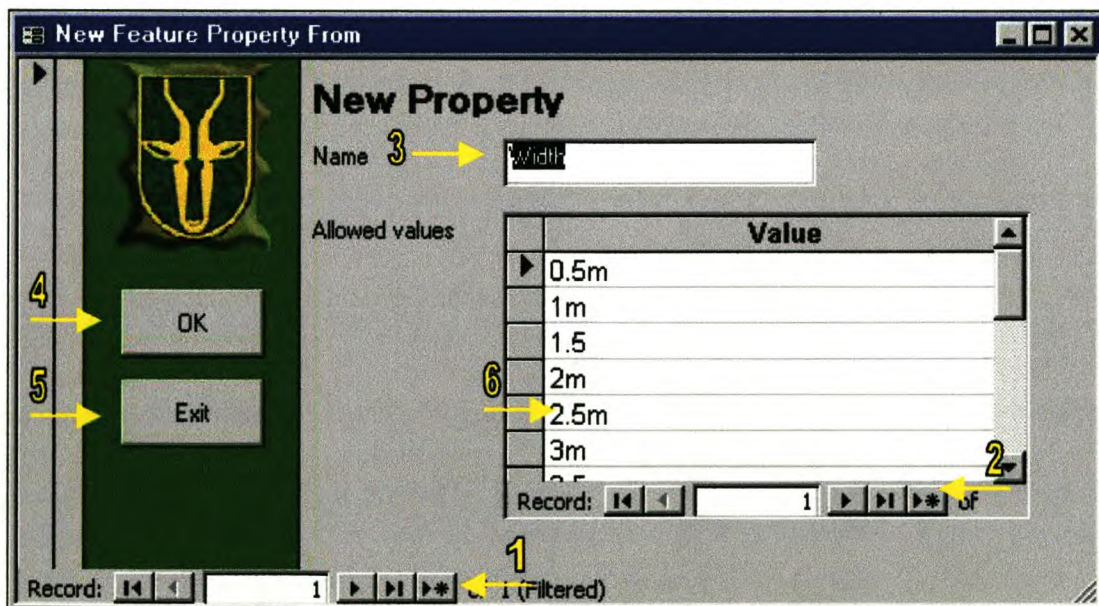 New Feature Property From
New Property
Name 3 Width
Allowed values
Value
0.5m
1m
4 OK
1.5
2m
6
5 Exit
2.5m
3m
2
Record: 1 of
1
Record: 1 of 1 (Filtered)